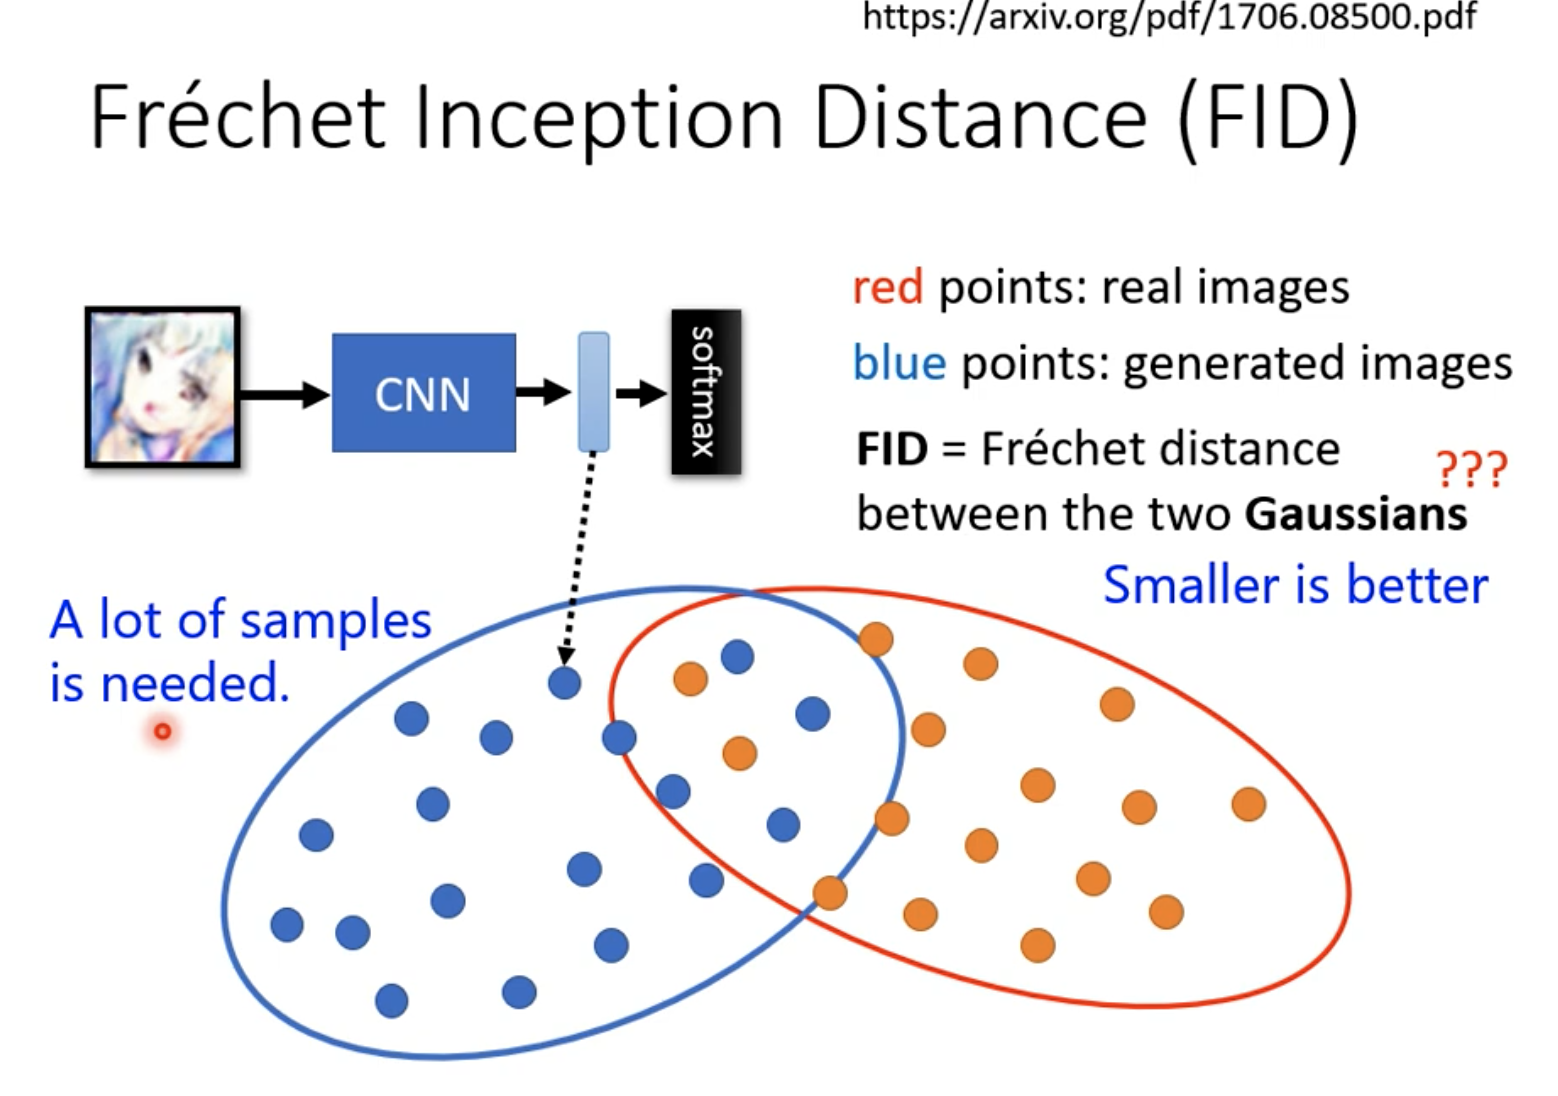 https://arxiv.org/pdf/1706.08500.pdf
Fréchet Inception Distance (FID)
CNN
softmax
red points: real images
blue points: generated images
FID = Fréchet distance
???
between the two Gaussians
Smaller is better
A lot of samples
is needed.